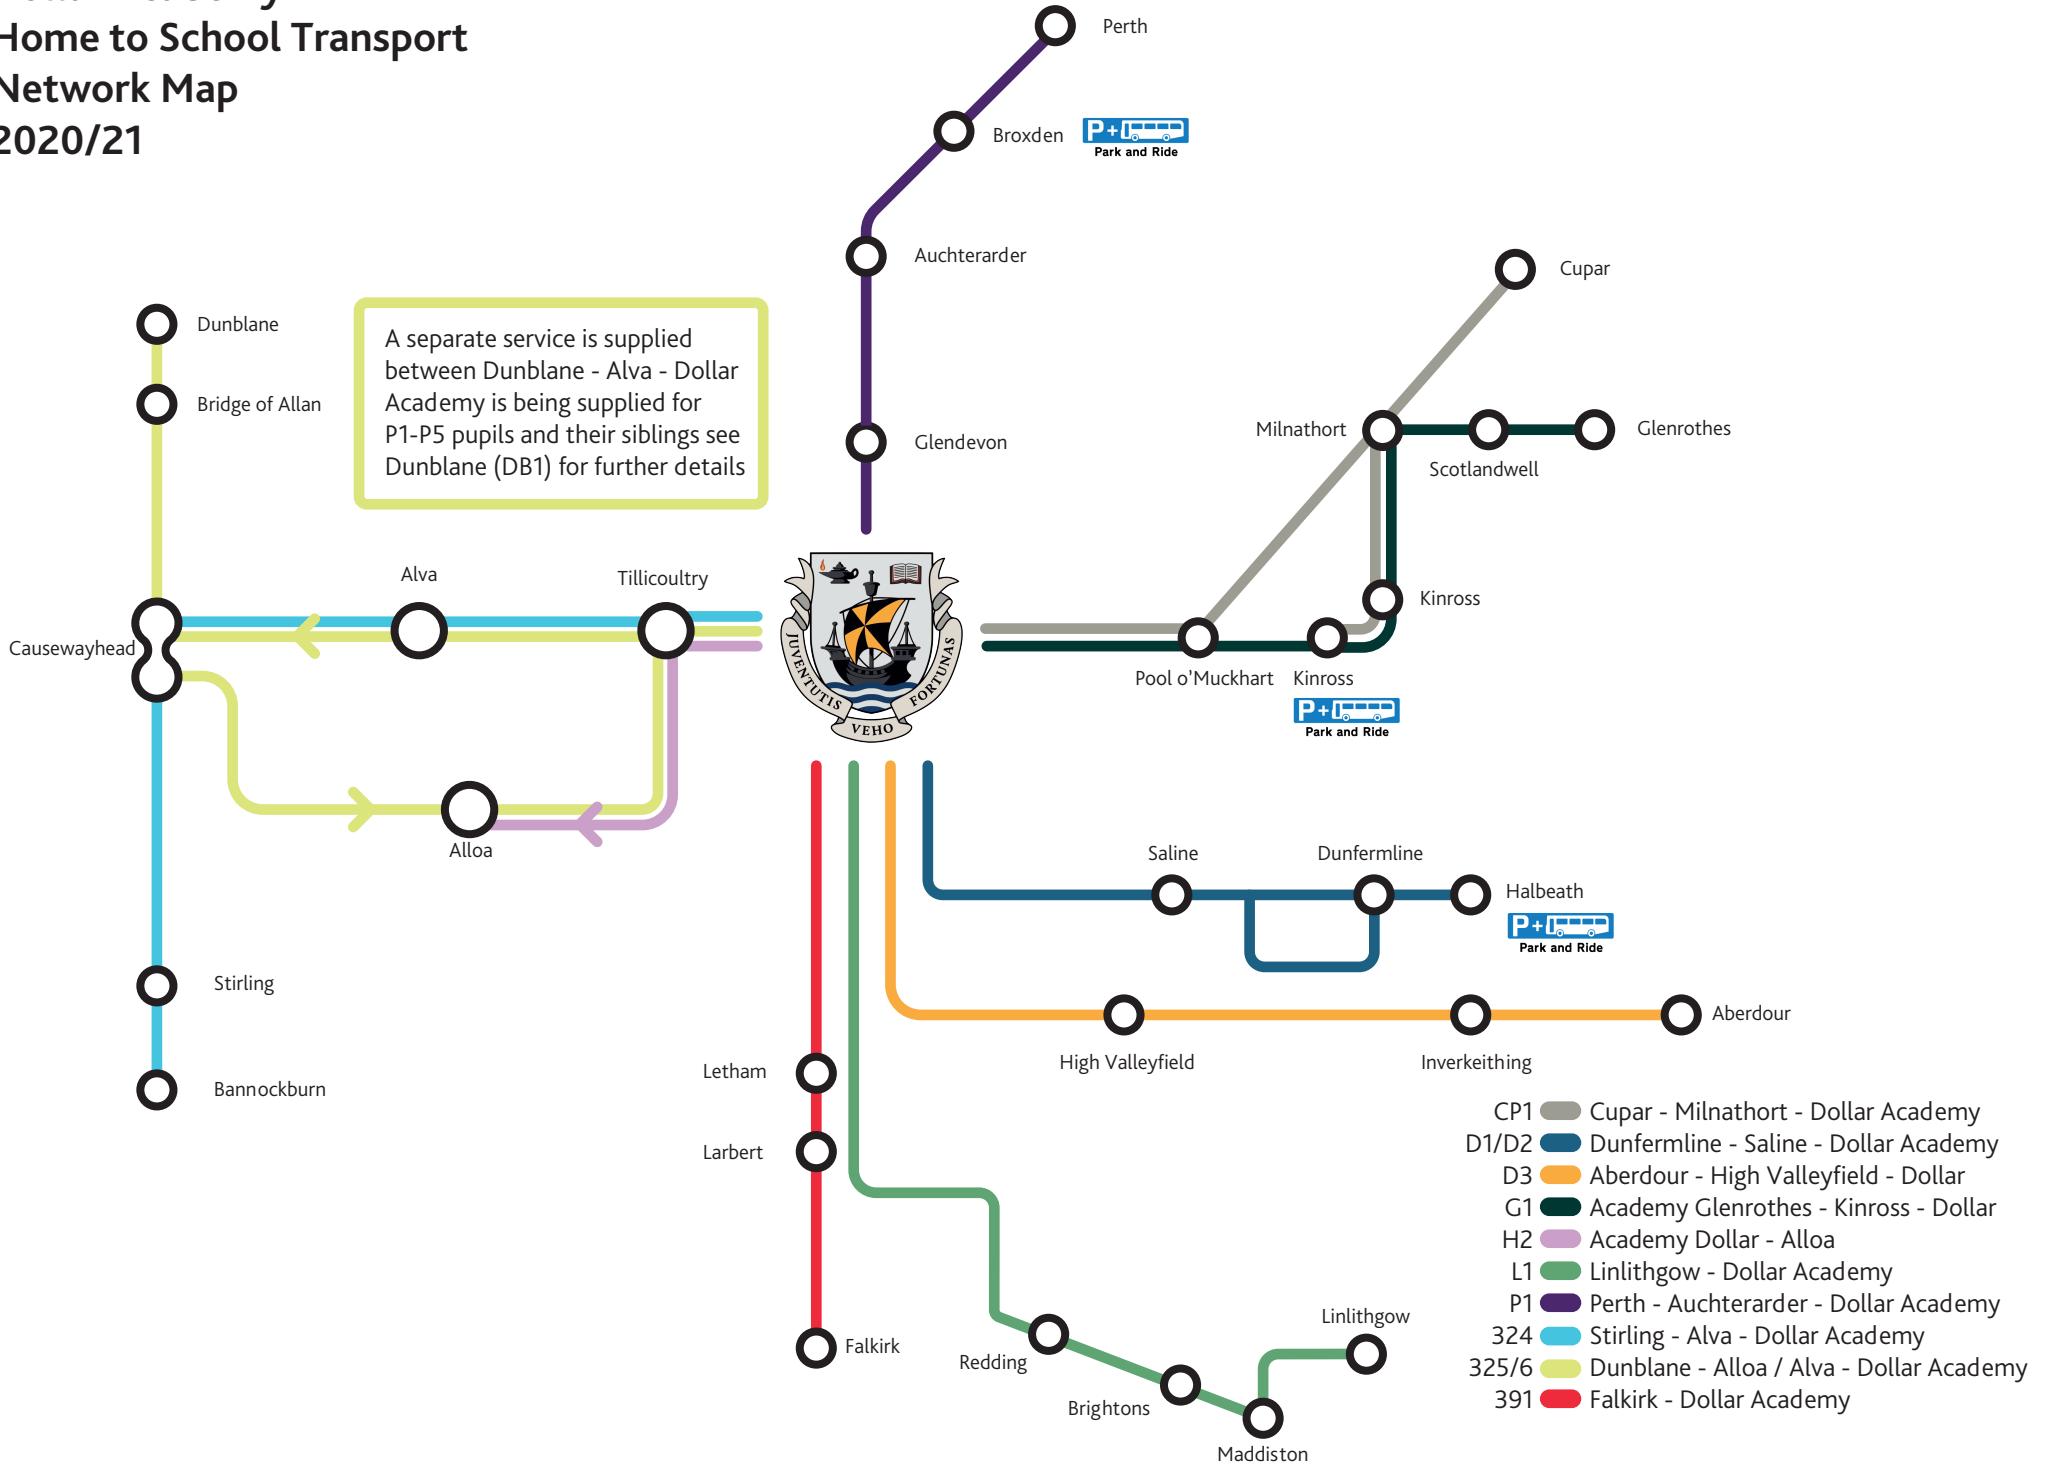 Home to School Transport
Network Map
2020/21
Perth
Broxden
P+
Park and Ride
Auchterarder
Glendevon
Cupar
Milnathort
Scotlandwell
Glenrothes
Kinross
Pool o'Muckhart
Kinross
P+
Park and Ride
Dunblane
Bridge of Allan
A separate service is supplied
between Dunblane - Alva - Dollar
Academy is being supplied for
P1-P5 pupils and their siblings see
Dunblane (DB1) for further details
Alva
Tillicoultry
Causewayhead
Alloa
Stirling
Bannockburn
JUVENTUTIS
VEHO
FORTUNAS
Saline
Dunfermline
Halbeath
P+
Park and Ride
High Valleyfield
Inverkeithing
Aberdour
Letham
Larbert
Falkirk
Redding
Brightons
Maddiston
Linlithgow
CP1 Cupar - Milnathort - Dollar Academy
D1/D2 Dunfermline - Saline - Dollar Academy
D3 Aberdour - High Valleyfield - Dollar
G1 Academy Glenrothes - Kinross - Dollar
H2 Academy Dollar - Alloa
L1 Linlithgow - Dollar Academy
P1 Perth - Auchterarder - Dollar Academy
324 Stirling - Alva - Dollar Academy
325/6 Dunblane - Alloa / Alva - Dollar Academy
391 Falkirk - Dollar Academy